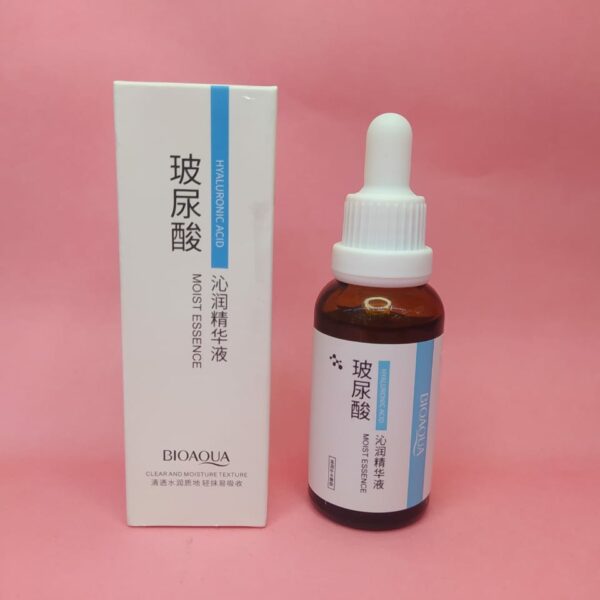 玻尿酸
HYALURONIC ACID
沁润精华液
MOIST ESSENCE
BIOAQUA
CLEAR AND MOISTURE TEXTURE
清透水润质地 轻抹易吸收
玻尿酸
HYALURONIC ACID
沁润精华液
MOIST ESSENCE
BIOAQUA